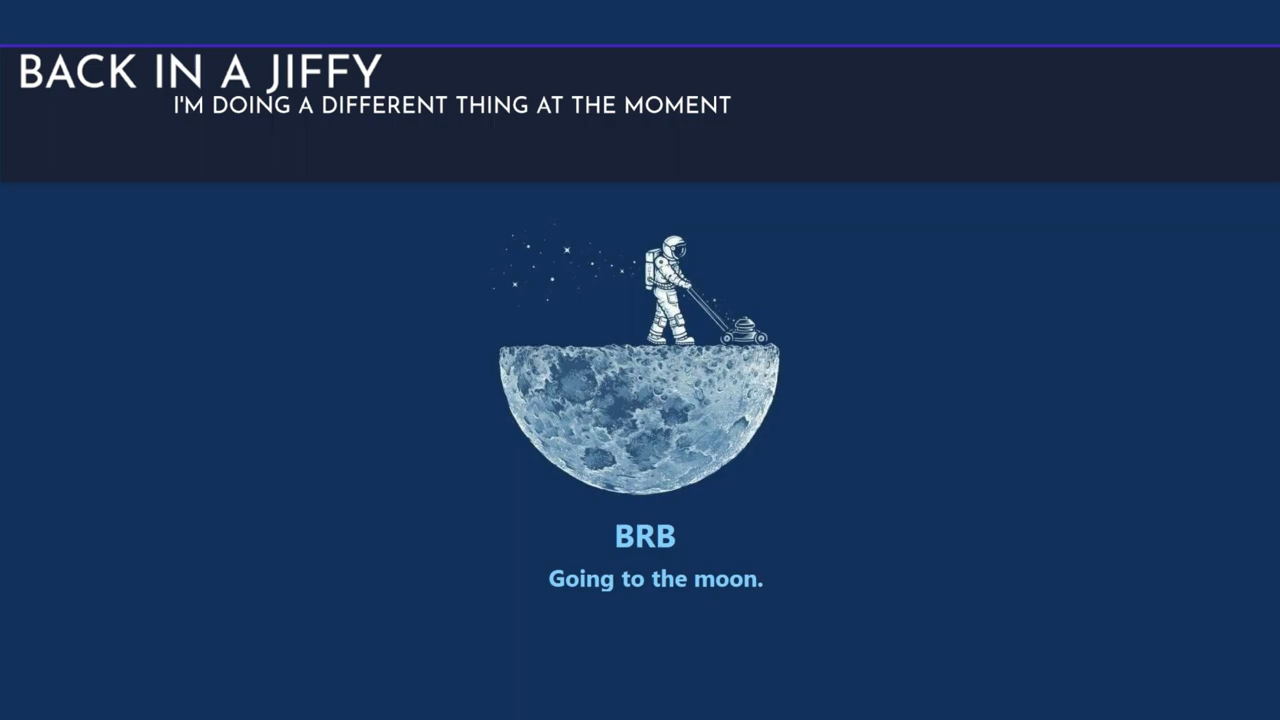 BACK IN A JIFFY
I'M DOING A DIFFERENT THING AT THE MOMENT
BRB
Going to the moon.